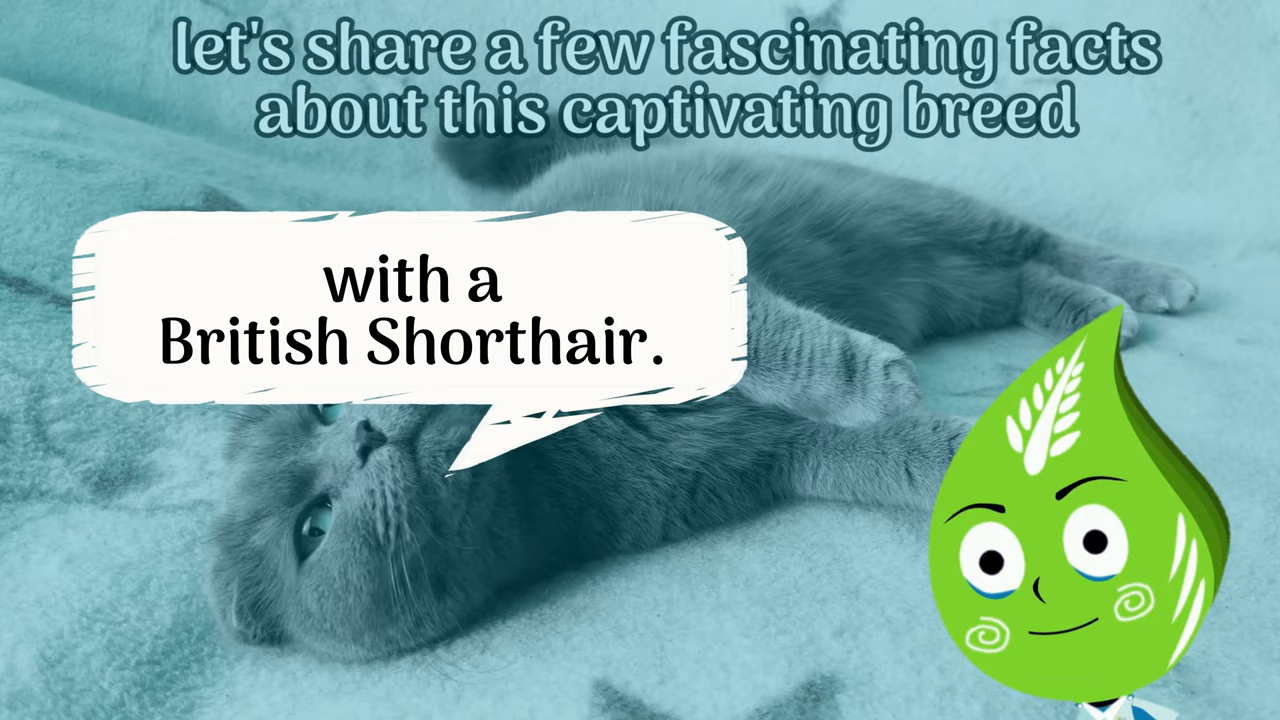 let's share a few fascinating facts
about this captivating breed
with a
British Shorthair.